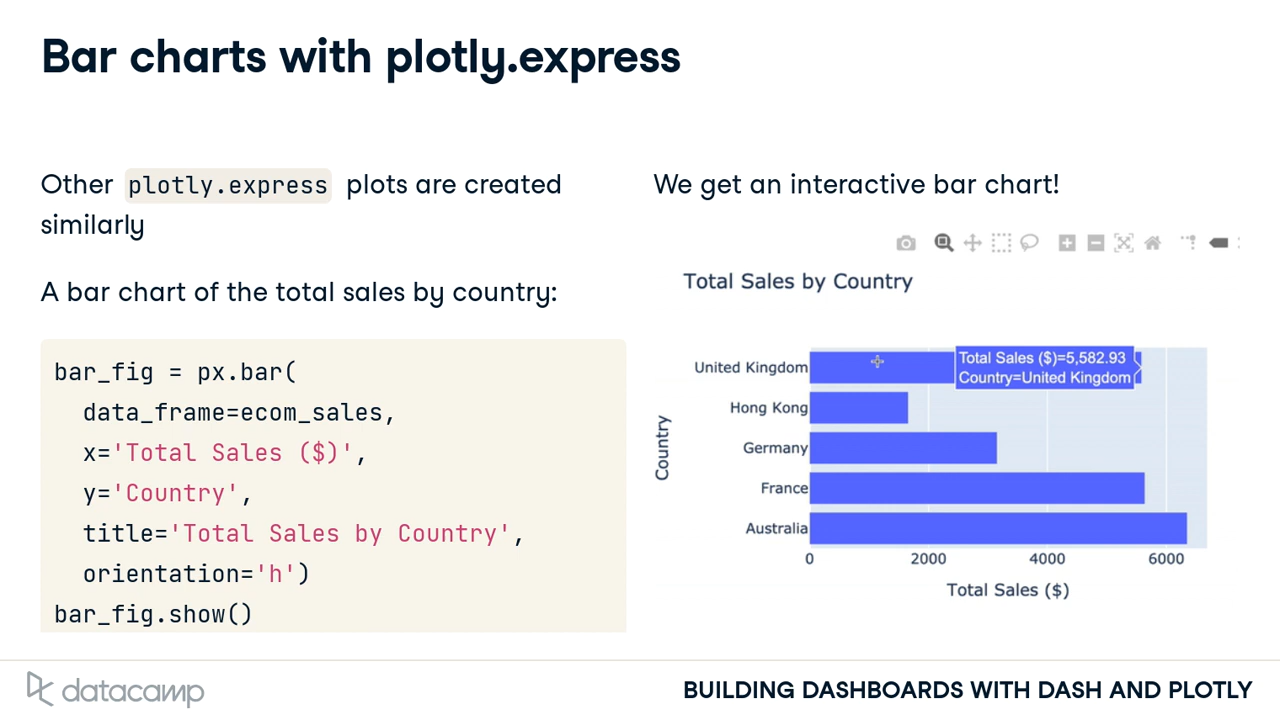 Bar charts with plotly.express
Other plotly.express plots are created
similarly
A bar chart of the total sales by country:
bar_fig = px.bar(
  data_frame=ecom_sales,
  x='Total Sales ($)',
  y='Country',
  title='Total Sales by Country',
  orientation='h')
bar_fig.show()
We get an interactive bar chart!
Total Sales by Country
Country
United Kingdom
Hong Kong
Germany
France
Australia
Total Sales ($)=5,582.93
Country=United Kingdom
0 2000 4000 6000
Total Sales ($)
datacamp
BUILDING DASHBOARDS WITH DASH AND PLOTLY